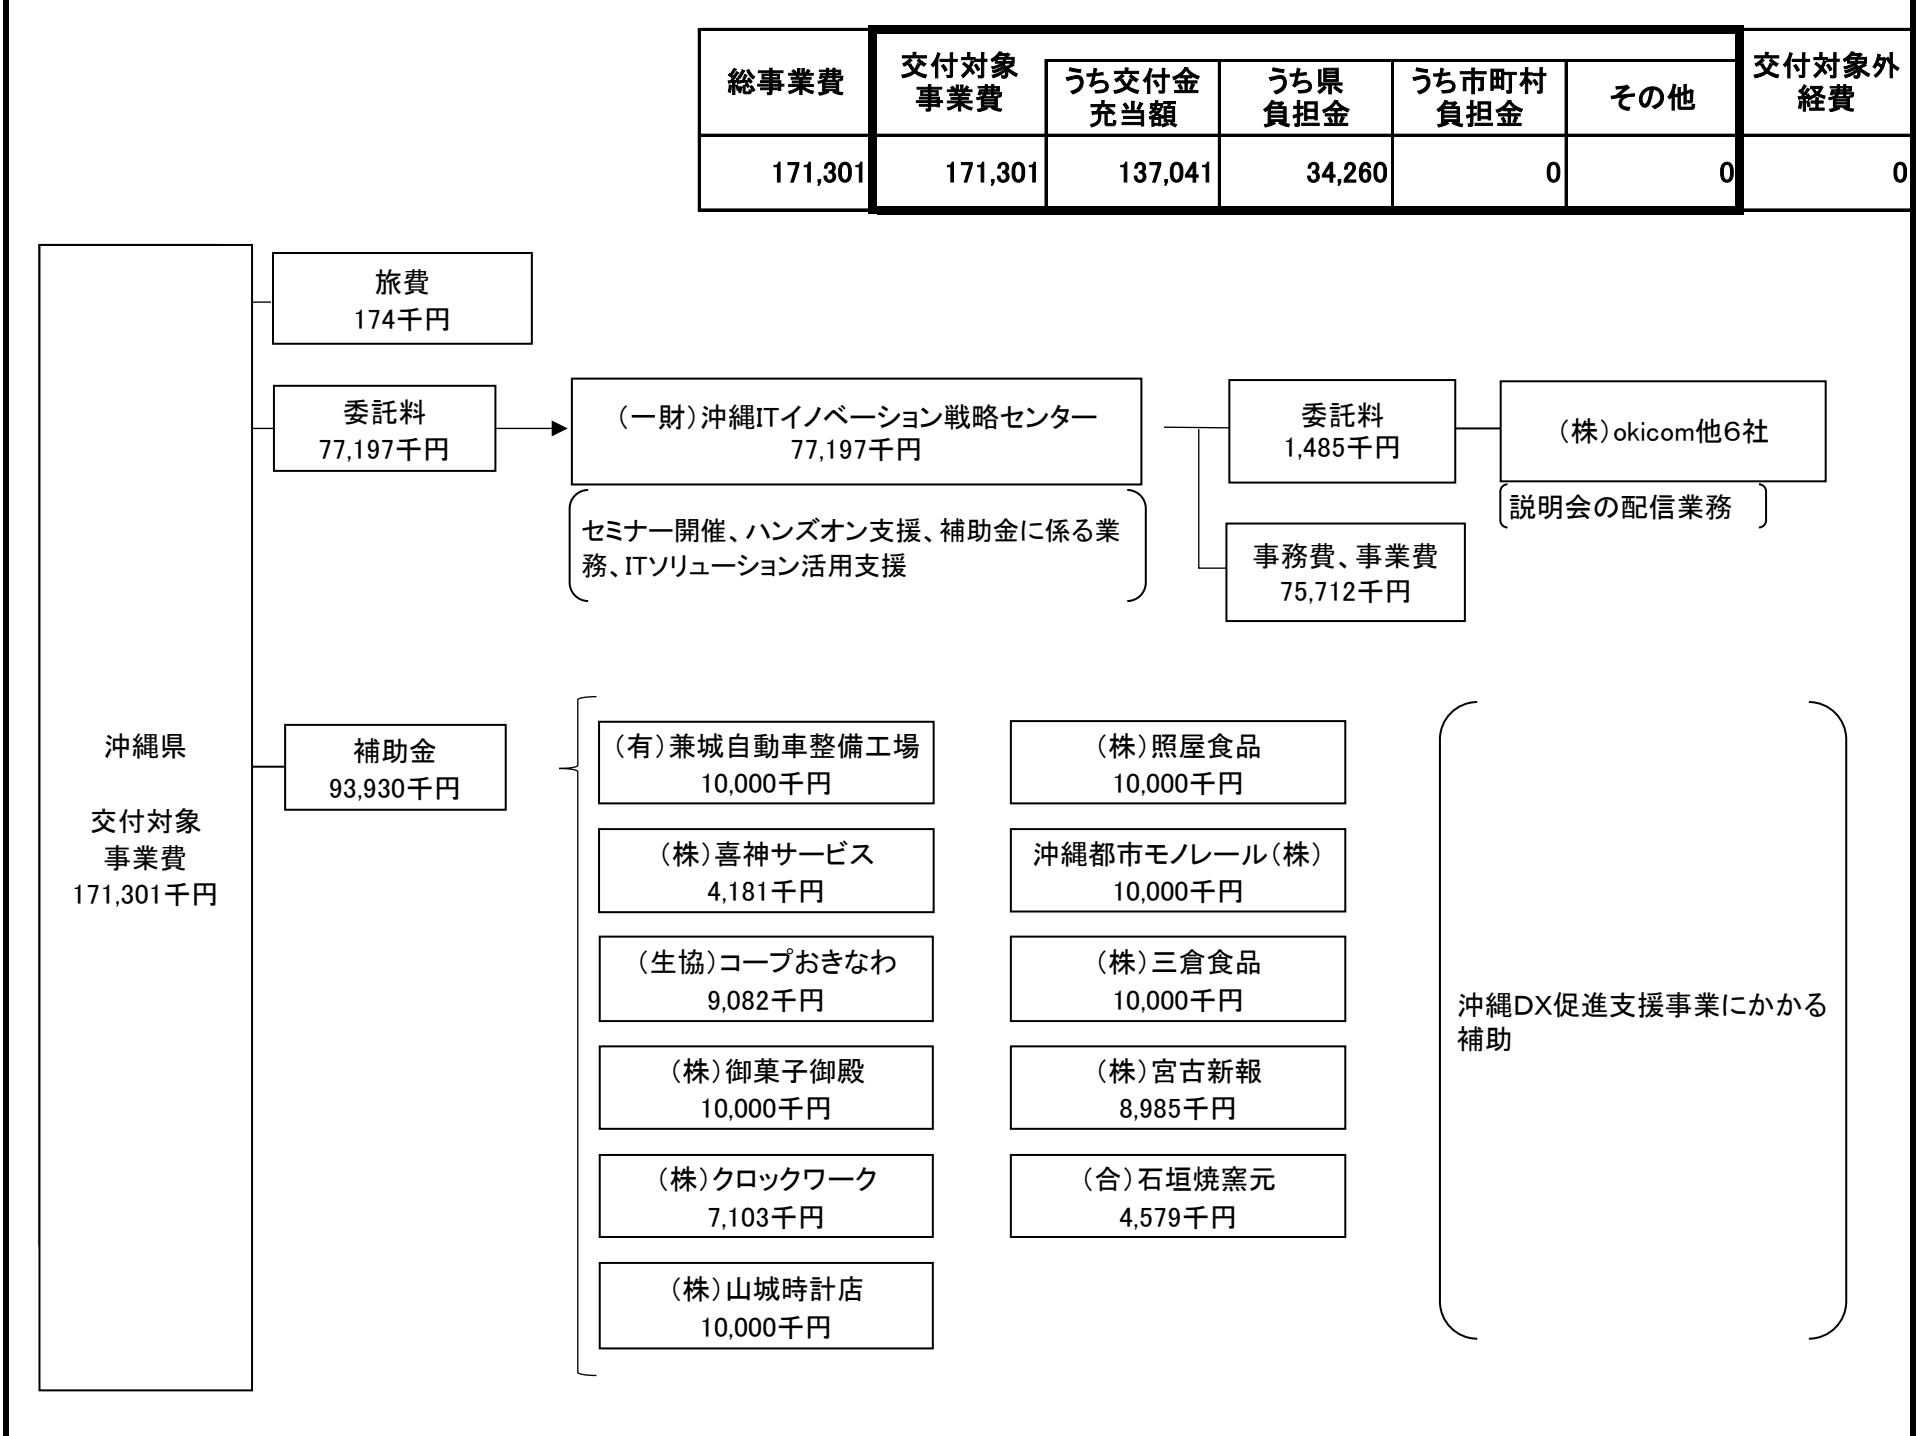 総事業費
交付対象
事業費
うち交付金
充当額
うち県
負担金
うち市町村
負担金
その他
交付対象外
経費
171,301
171,301
137,041
34,260
0
0
0
旅費
174千円
委託料
77,197千円
（一財）沖縄ITイノベーション戦略センター
77,197千円
セミナー開催、ハンズオン支援、補助金に係る業
務、ITソリューション活用支援
委託料
1,485千円
（株）okicom他6社
説明会の配信業務
事務費、事業費
75,712千円
沖縄県
交付対象
事業費
171,301千円
補助金
93,930千円
（有）兼城自動車整備工場
10,000千円
（株）喜神サービス
4,181千円
（生協）コープおきなわ
9,082千円
（株）御菓子御殿
10,000千円
（株）クロックワーク
7,103千円
（株）山城時計店
10,000千円
（株）照屋食品
10,000千円
沖縄都市モノレール（株）
10,000千円
（株）三倉食品
10,000千円
（株）宮古新報
8,985千円
（合）石垣焼窯元
4,579千円
沖縄DX促進支援事業にかかる
補助